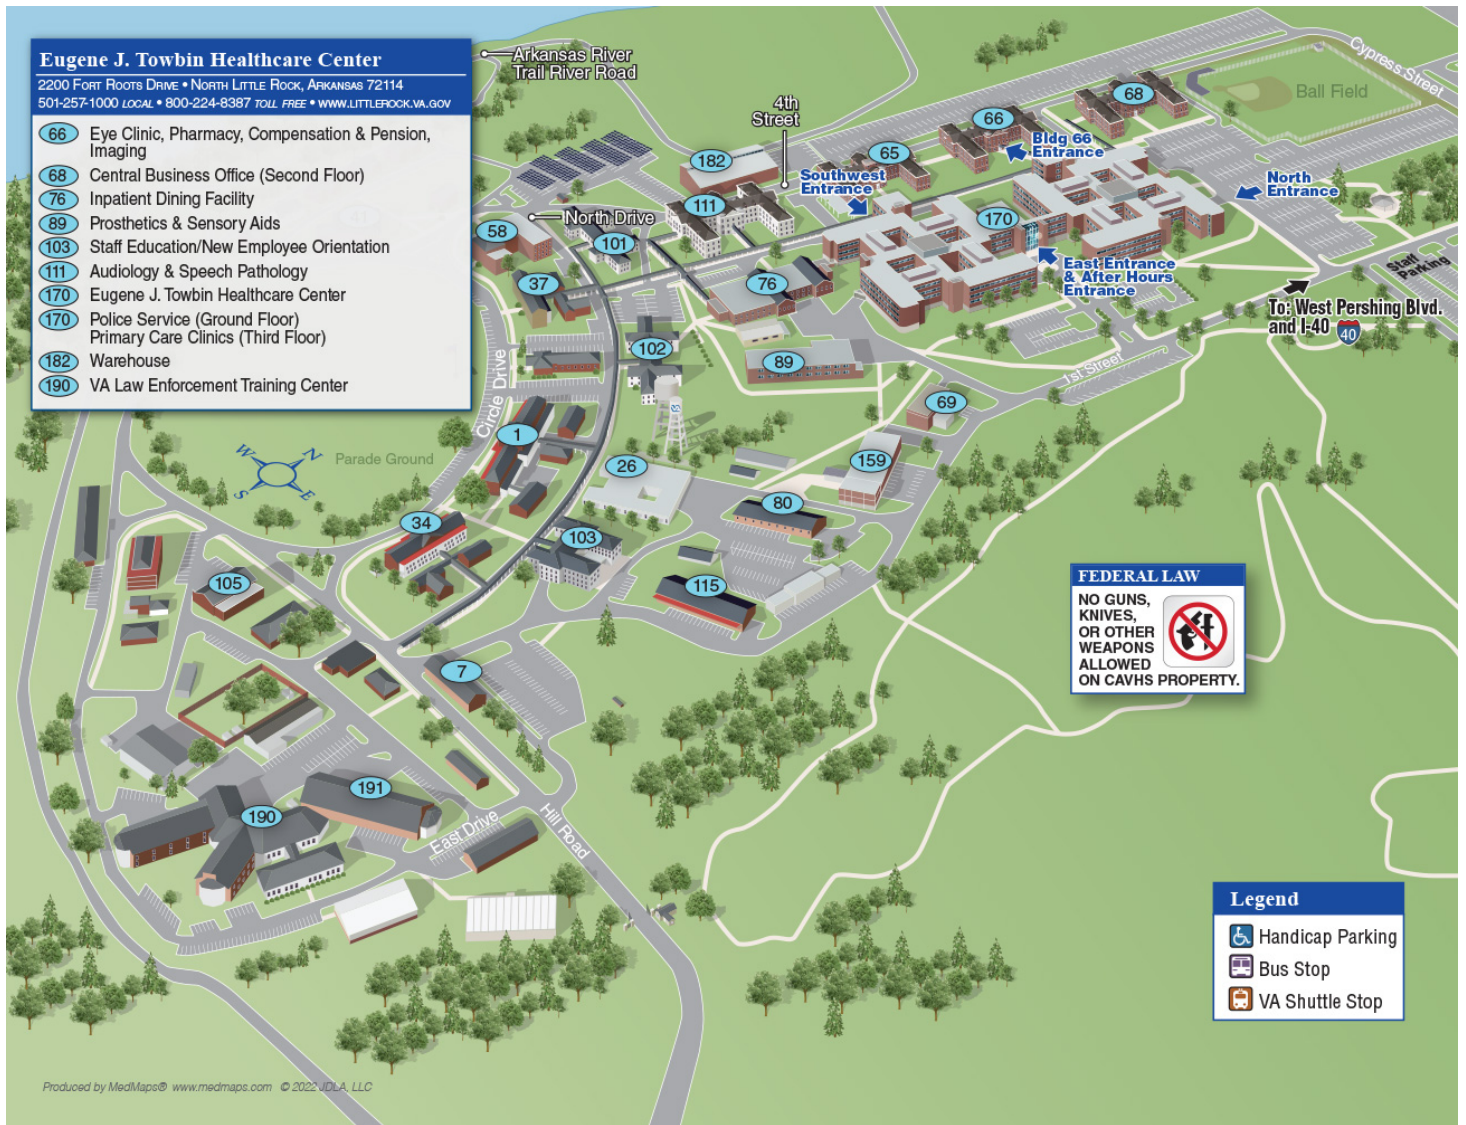 Eugene J. Towbin Healthcare Center
2200 Fort Roots Drive • North Little Rock, Arkansas 72114
501-257-1000 local • 800-224-8387 toll free • www.littlerock.va.gov
66 Eye Clinic, Pharmacy, Compensation & Pension,
Imaging
68 Central Business Office (Second Floor)
76 Inpatient Dining Facility
89 Prosthetics & Sensory Aids
103 Staff Education/New Employee Orientation
111 Audiology & Speech Pathology
170 Eugene J. Towbin Healthcare Center
170 Police Service (Ground Floor)
Primary Care Clinics (Third Floor)
182 Warehouse
190 VA Law Enforcement Training Center
Arkansas River
Trail River Road
Cypress Street
Ball Field
68
4th
Street
66
Bldg 66
Entrance
65
182
Southwest
Entrance
North
Entrance
111
170
North Drive
58
101
East Entrance
& After Hours
Entrance
Staff
Parking
37
76
To: West Pershing Blvd.
and I-40
40
102
89
1st Street
Circle Drive
69
1
W
N
S
E
Parade Ground
26
159
80
34
103
105
115
FEDERAL LAW
NO GUNS,
KNIVES,
OR OTHER
WEAPONS
ALLOWED
ON CAVHS PROPERTY.
7
191
190
East Drive
Hill Road
Legend
Handicap Parking
Bus Stop
VA Shuttle Stop
Produced by MedMaps® www.medmaps.com © 2022 JDLA, LLC